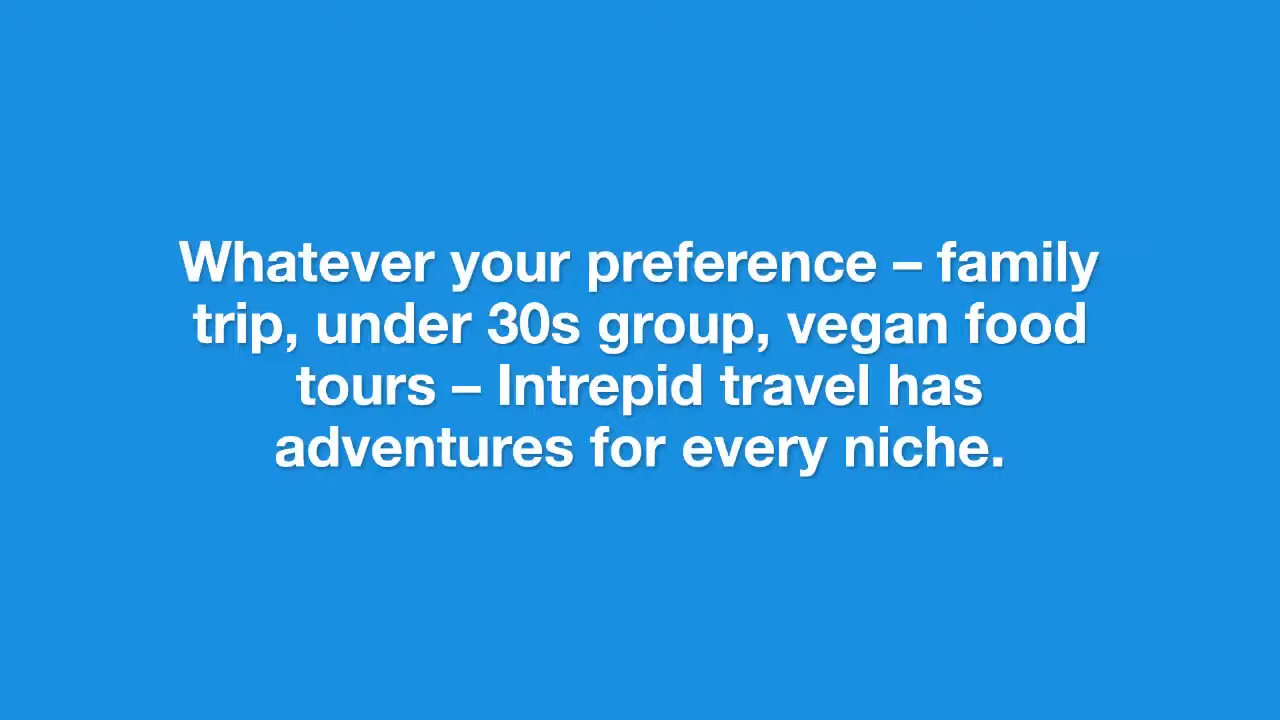 Whatever your preference – family
trip, under 30s group, vegan food
tours – Intrepid travel has
adventures for every niche.